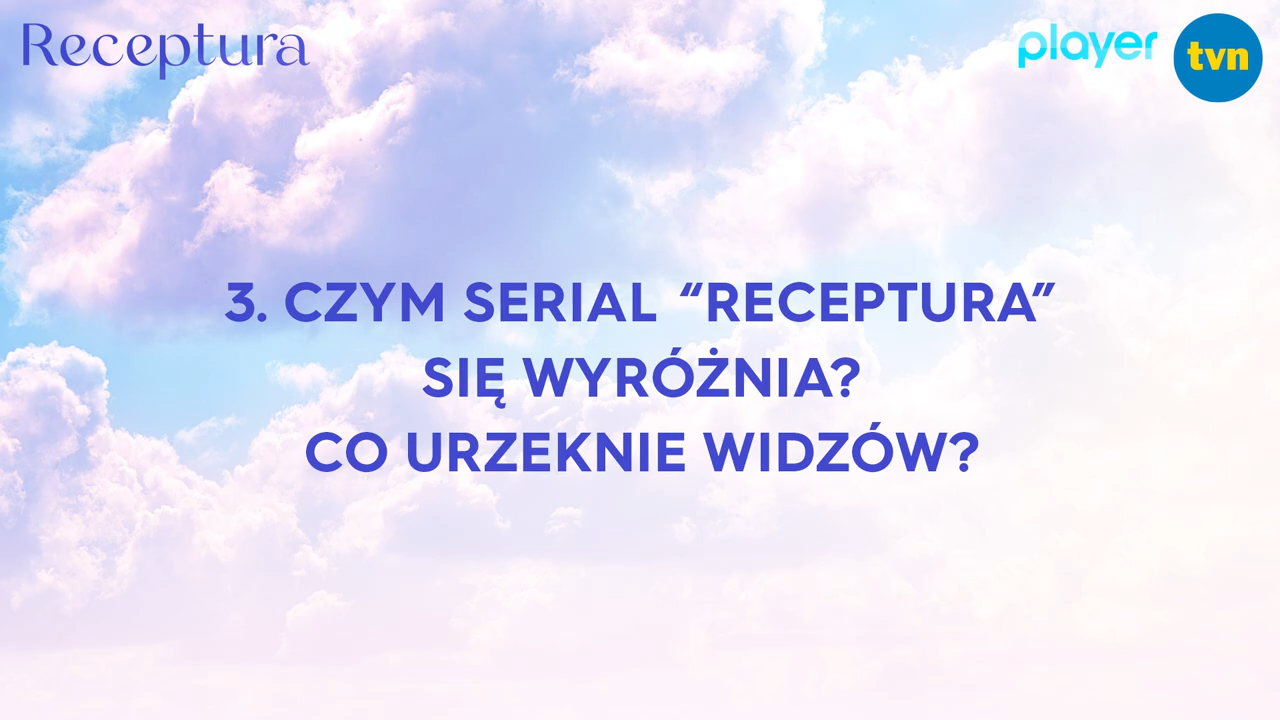 Receptura
player
tvn
3. CZYM SERIAL “RECEPTURA”
SIĘ WYRÓŻNIA?
CO URZEKNIE WIDZÓW?